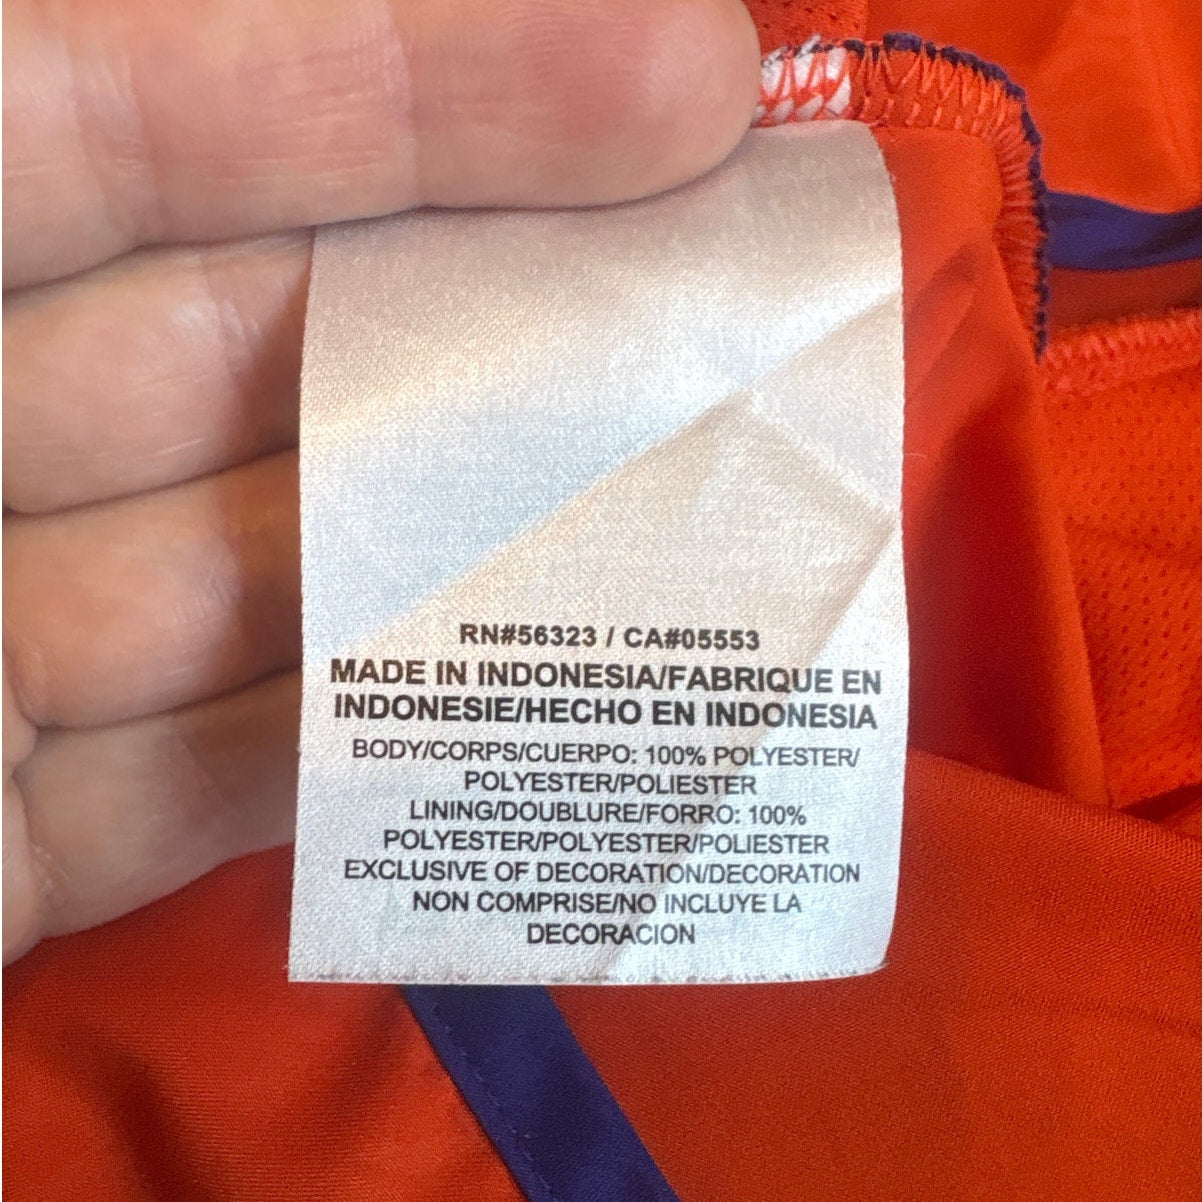 RN#56323 / CA#05553
MADE IN INDONESIA/FABRIQUE EN
INDONESIE/HECHO EN INDONESIA
BODY/CORPS/CUERPO: 100% POLYESTER/
POLYESTER/POLIESTER
LINING/DOUBLURE/FORRO: 100%
POLYESTER/POLYESTER/POLIESTER
EXCLUSIVE OF DECORATION/DECORATION
NON COMPRISE/NO INCLUYE LA
DECORACION